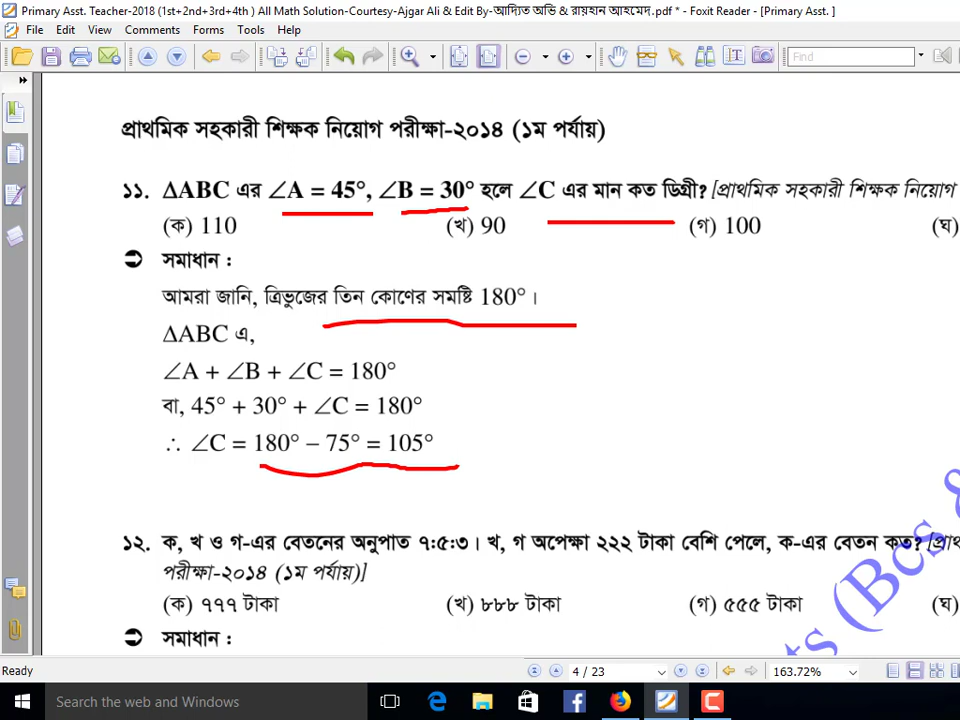 Primary Asst. Teacher-2018 (1st+2nd+3rd+4th ) All Math Solution-Courtesy-Ajgar Ali & Edit By-আদ্যিত অভি & রায়হান আহমেদ.pdf * - Foxit Reader - [Primary Asst. ]
File Edit View Comments Forms Tools Help
Find
প্রাথমিক সহকারী শিক্ষক নিয়োগ পরীক্ষা-২০১৪ (১ম পর্যায়)
১১. ΔABC এর ∠A = 45°, ∠B = 30° হলে ∠C এর মান কত ডিগ্রী? [প্রাথমিক সহকারী শিক্ষক নিয়োগ
(ক) 110 (খ) 90 (গ) 100 (ঘ)
➲ সমাধান :
আমরা জানি, ত্রিভুজের তিন কোণের সমষ্টি 180° ।
ΔABC এ,
∠A + ∠B + ∠C = 180°
বা, 45° + 30° + ∠C = 180°
∴ ∠C = 180° − 75° = 105°
১২. ক, খ ও গ-এর বেতনের অনুপাত ৭:৫:৩। খ, গ অপেক্ষা ২২২ টাকা বেশি পেলে, ক-এর বেতন কত?
পরীক্ষা-২০১৪ (১ম পর্যায়)]
(ক) ৭৭৭ টাকা (খ) ৮৮৮ টাকা (গ) ৫৫৫ টাকা (ঘ)
➲ সমাধান :
(Bcs
Ready 4 / 23 163.72%
Search the web and Windows